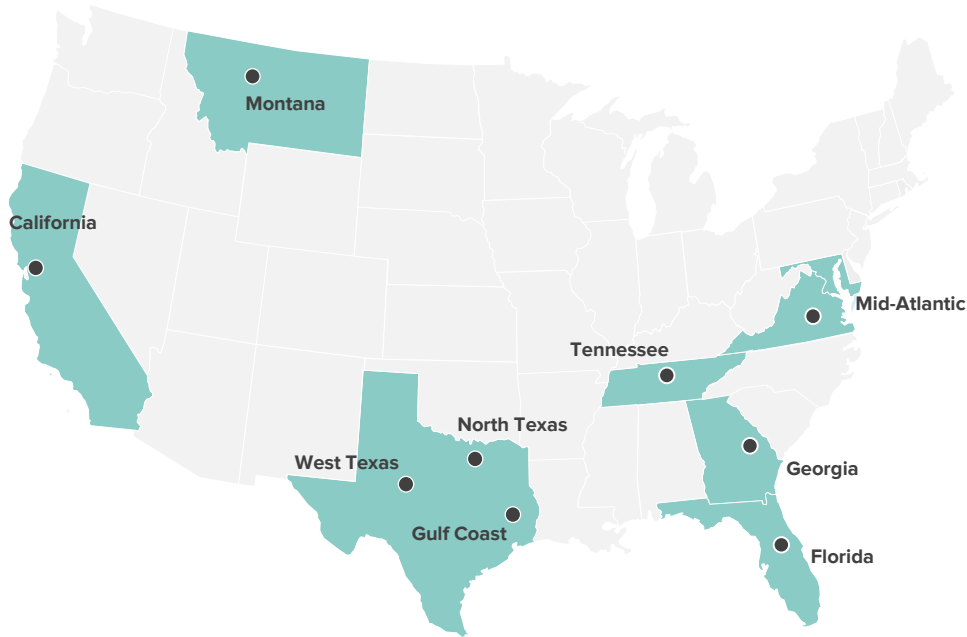 Montana
California
Mid-Atlantic
Tennessee
North Texas
West Texas
Georgia
Gulf Coast
Florida